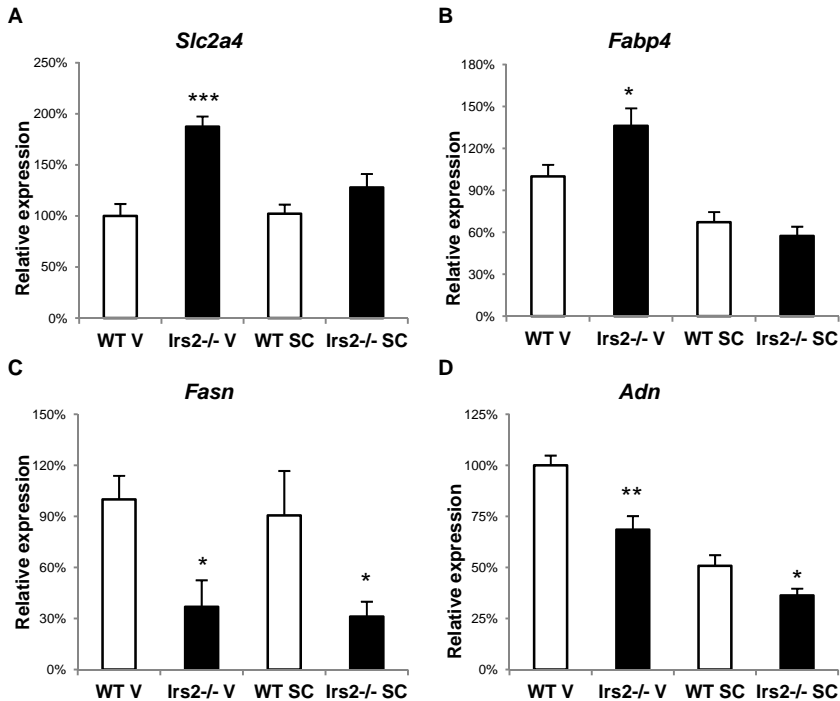 A
Slc2a4
Relative expression
250%
200%
150%
100%
50%
0%
***
WT V
Irs2-/- V
WT SC
Irs2-/- SC
B
Fabp4
Relative expression
180%
150%
120%
90%
60%
30%
0%
*
WT V
Irs2-/- V
WT SC
Irs2-/- SC
C
Fasn
Relative expression
150%
120%
90%
60%
30%
0%
*
*
WT V
Irs2-/- V
WT SC
Irs2-/- SC
D
Adn
Relative expression
125%
100%
75%
50%
25%
0%
**
*
WT V
Irs2-/- V
WT SC
Irs2-/- SC